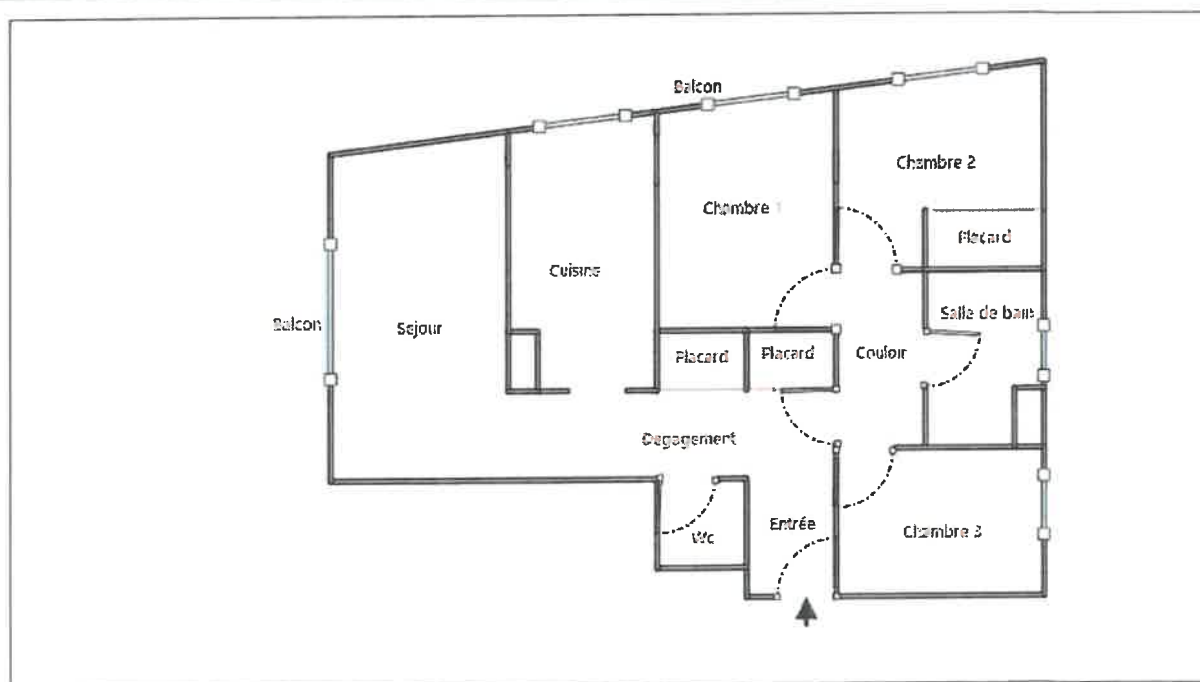 Balcon
Chambre 2
Chambre 1
Placard
Cuisine
Salle de bain
Balcon
Sejour
Placard
Placard
Couloir
Degagement
Entrée
Wc
Chambre 3